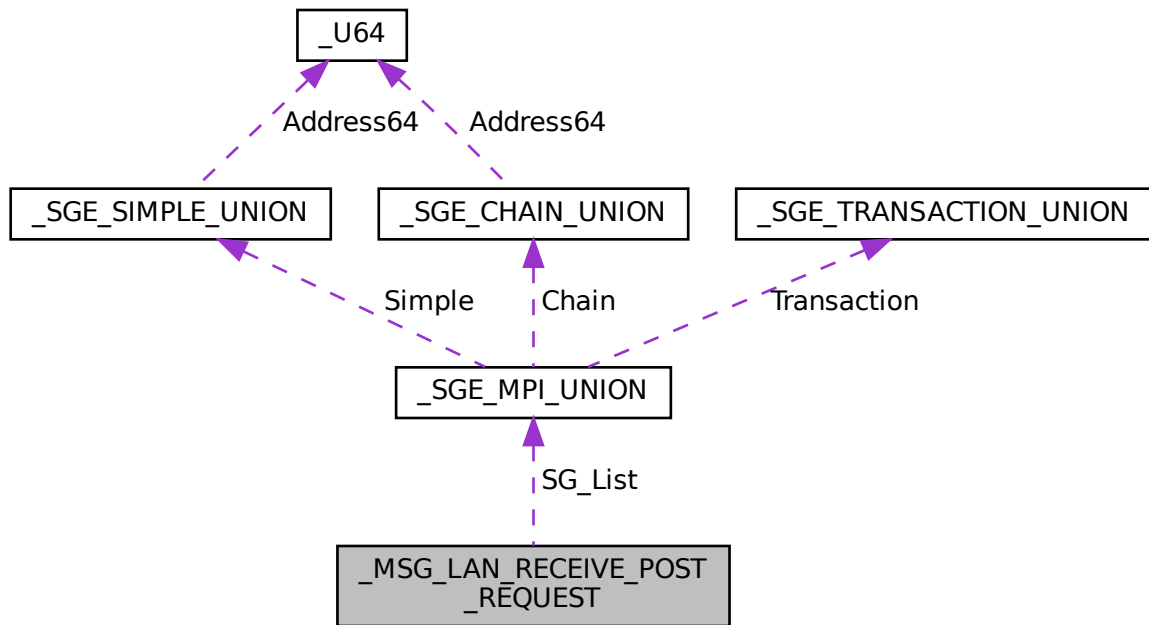 _U64
Address64
Address64
_SGE_SIMPLE_UNION
_SGE_CHAIN_UNION
_SGE_TRANSACTION_UNION
Simple
Chain
Transaction
_SGE_MPI_UNION
SG_List
_MSG_LAN_RECEIVE_POST
_REQUEST